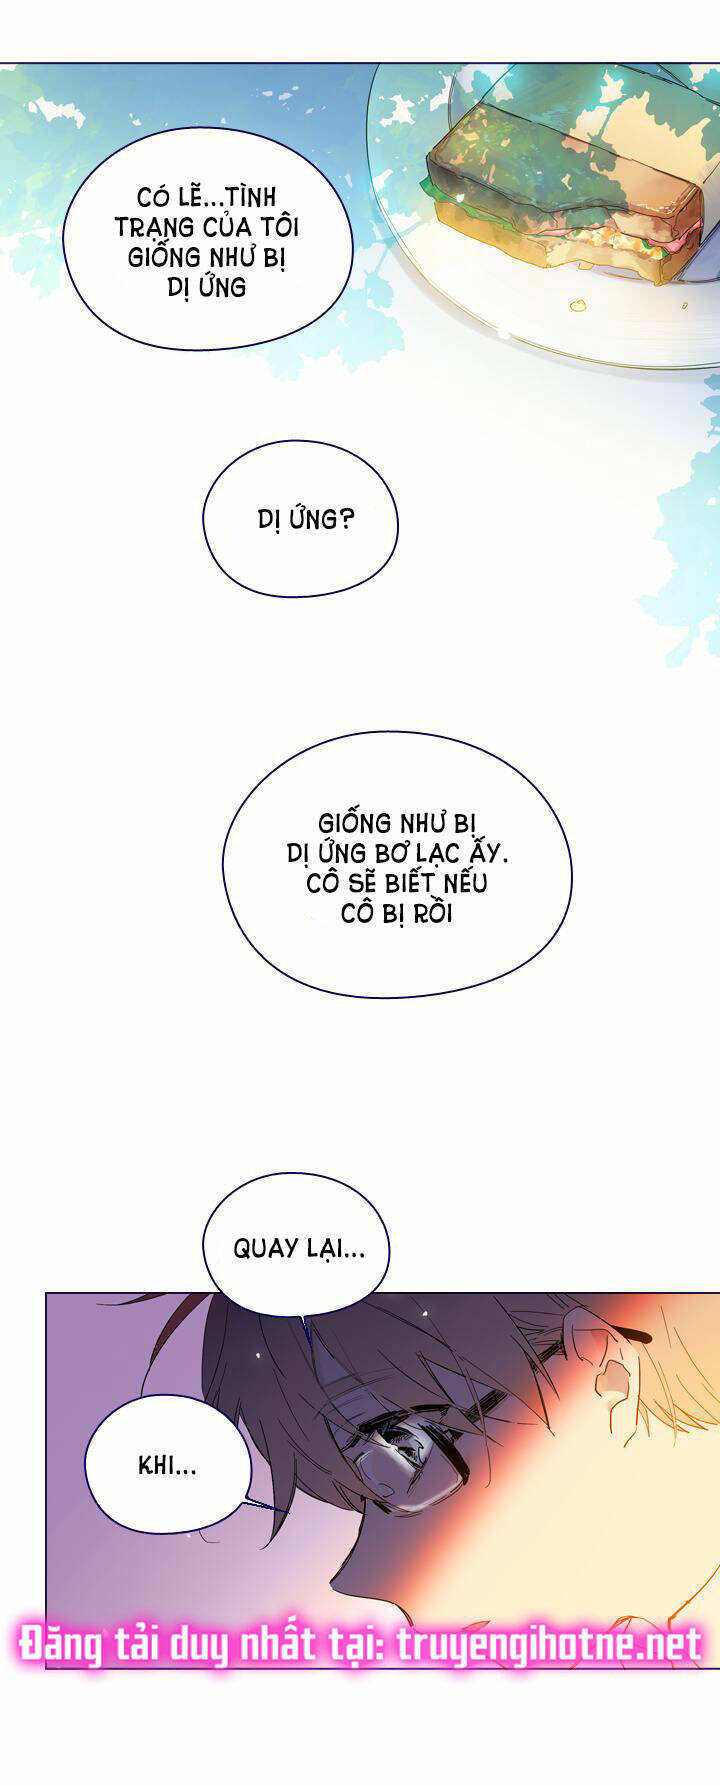 CÓ LẼ...TÌNH
TRẠNG CỦA TÔI
GIỐNG NHƯ BỊ
DỊ ỨNG
DỊ ỨNG?
GIỐNG NHƯ BỊ
DỊ ỨNG BƠ LẠC ẤY.
CÔ SẼ BIẾT NẾU
CÔ BỊ RỒI
QUAY LẠI...
KHI...
Đăng tải duy nhất tại: truyengihotne.net